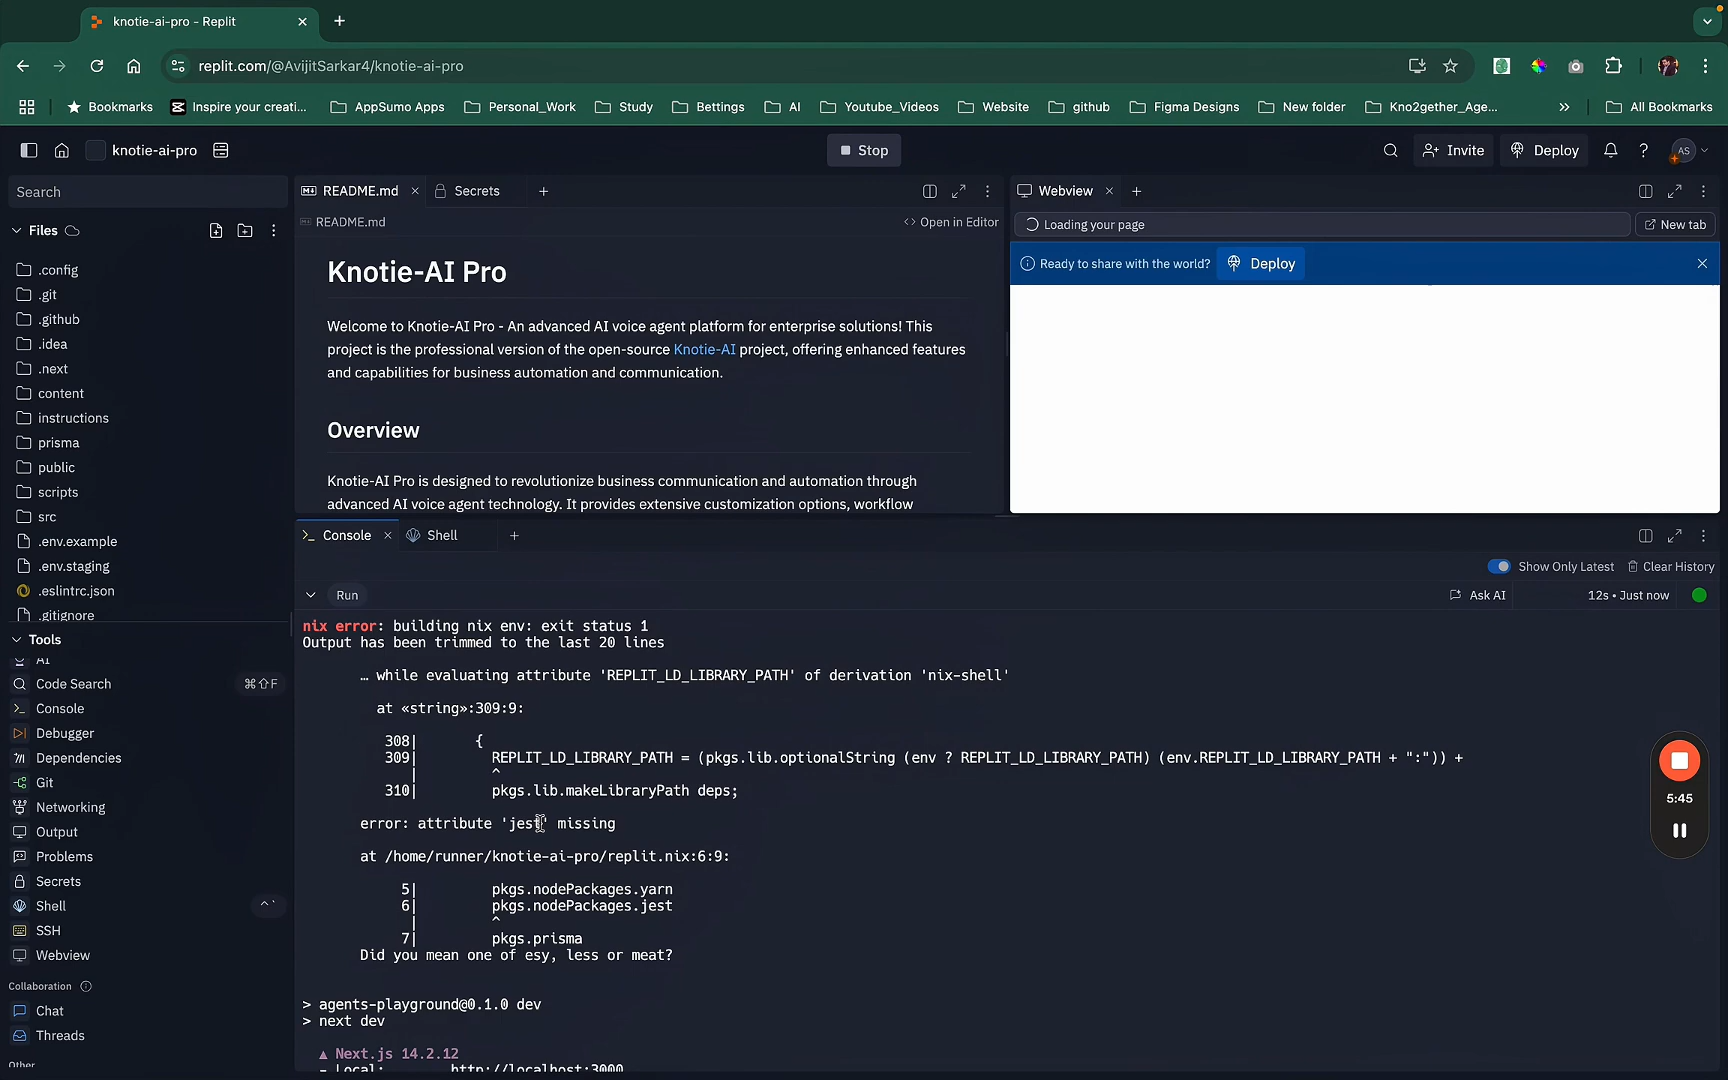 knotie-ai-pro - Replit
replit.com/@AvijitSarkar4/knotie-ai-pro
Bookmarks
Inspire your creati...
AppSumo Apps
Personal_Work
Study
Bettings
AI
Youtube_Videos
Website
github
Figma Designs
New folder
Kno2gether_Age...
All Bookmarks
knotie-ai-pro
Stop
Invite
Deploy
AS
Search
README.md
Secrets
Webview
README.md
Open in Editor
Loading your page
New tab
Files
Ready to share with the world?
Deploy
.config
.git
.github
.idea
.next
content
instructions
prisma
public
scripts
src
.env.example
.env.staging
.eslintrc.json
.gitignore
Knotie-AI Pro
Welcome to Knotie-AI Pro - An advanced AI voice agent platform for enterprise solutions! This
project is the professional version of the open-source Knotie-AI project, offering enhanced features
and capabilities for business automation and communication.
Overview
Knotie-AI Pro is designed to revolutionize business communication and automation through
advanced AI voice agent technology. It provides extensive customization options, workflow
Tools
AI
Code Search
⌘⇧F
Console
Debugger
Dependencies
Git
Networking
Output
Problems
Secrets
Shell
^ `
SSH
Webview
Collaboration
Chat
Threads
Other
Console
Shell
Show Only Latest
Clear History
Run
Ask AI
12s • Just now
nix error: building nix env: exit status 1
Output has been trimmed to the last 20 lines
… while evaluating attribute 'REPLIT_LD_LIBRARY_PATH' of derivation 'nix-shell'
at «string»:309:9:
308| {
309| REPLIT_LD_LIBRARY_PATH = (pkgs.lib.optionalString (env ? REPLIT_LD_LIBRARY_PATH) (env.REPLIT_LD_LIBRARY_PATH + ":")) +
| ^
310| pkgs.lib.makeLibraryPath deps;
error: attribute 'jest' missing
at /home/runner/knotie-ai-pro/replit.nix:6:9:
5| pkgs.nodePackages.yarn
6| pkgs.nodePackages.jest
| ^
7| pkgs.prisma
Did you mean one of esy, less or meat?
> agents-playground@0.1.0 dev
> next dev
▲ Next.js 14.2.12
- Local: http://localhost:3000
5:45